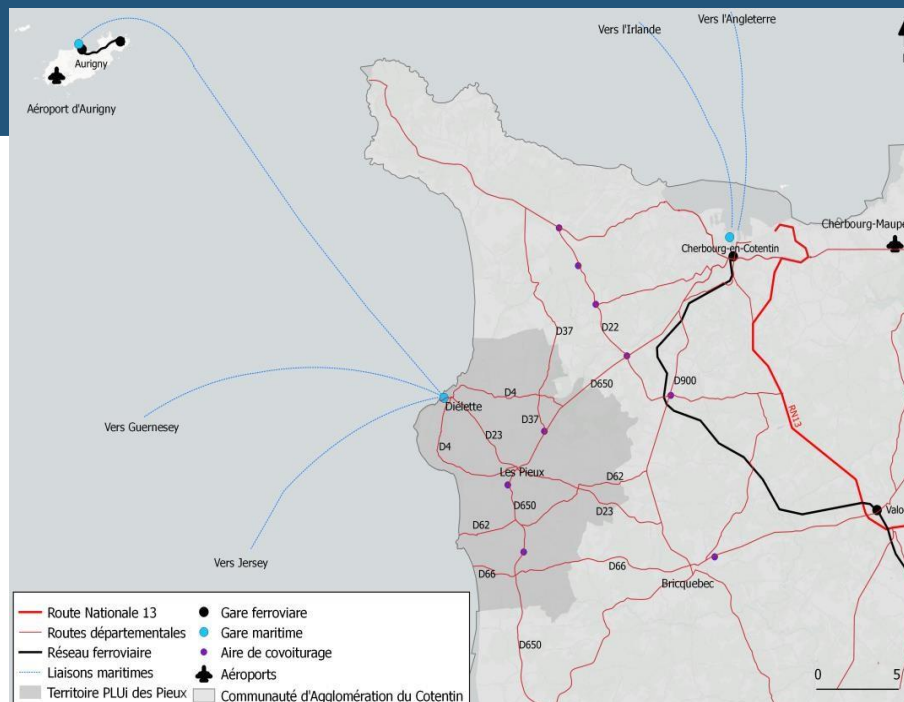 Vers l'Irlande
Vers l'Angleterre
Aurigny
Aéroport d'Aurigny
Cherbourg-Maupe
Cherbourg-en-Cotentin
D37
D22
D650
D900
RN13
D4
Diélette
D37
D4
D23
Vers Guernesey
Les Pieux
D62
D650
D23
Valo
D62
Vers Jersey
D66
D66
Bricquebec
D650
Route Nationale 13
Routes départementales
Réseau ferroviaire
Liaisons maritimes
Territoire PLUi des Pieux
Gare ferroviaire
Gare maritime
Aire de covoiturage
Aéroports
Communauté d'Agglomération du Cotentin
0 5